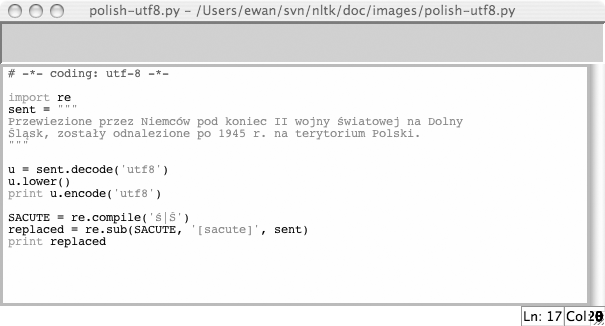 polish-utf8.py – /Users/ewan/svn/nltk/doc/images/polish-utf8.py
# -*- coding: utf-8 -*-
import re
sent = """
Przewiezione przez Niemców pod koniec II wojny światowej na Dolny
Śląsk, zostały odnalezione po 1945 r. na terytorium Polski.
"""
u = sent.decode('utf8')
u.lower()
print u.encode('utf8')
SACUTE = re.compile('ś|Ś')
replaced = re.sub(SACUTE, '[sacute]', sent)
print replaced
Ln: 17 Col: